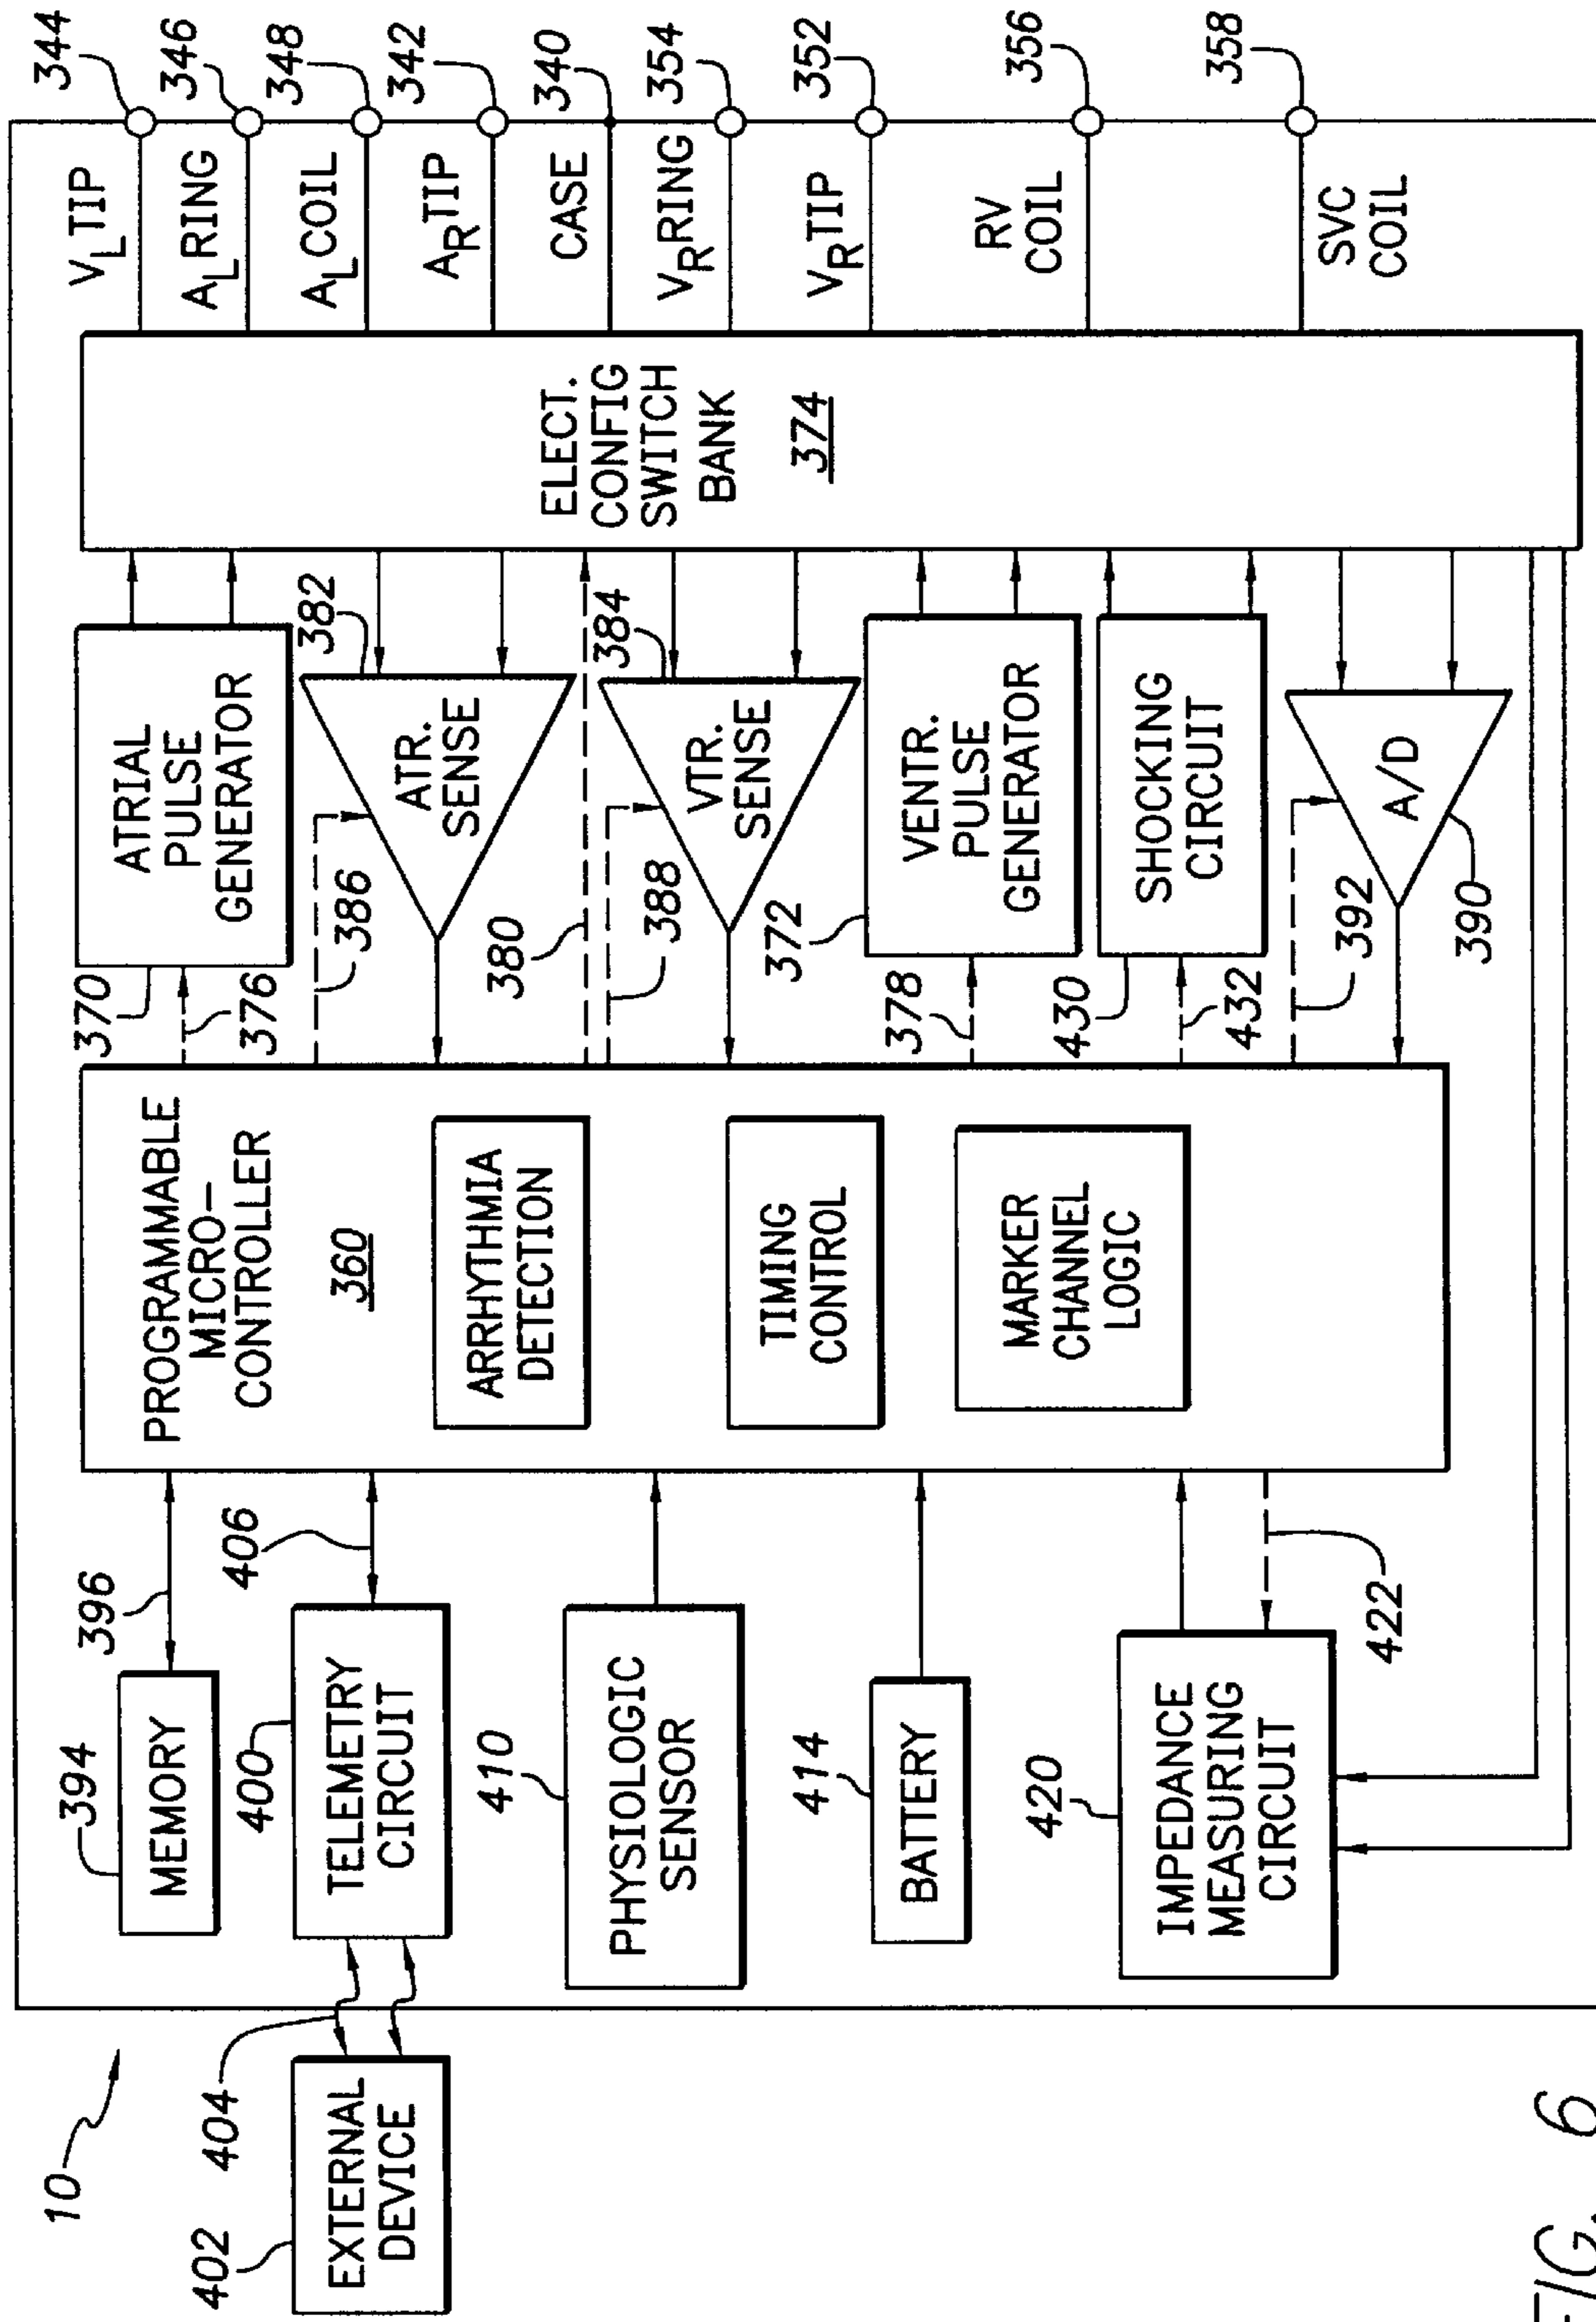 10
344
346
348
342
340
354
352
356
358
VL TIP
AL RING
AL COIL
AR TIP
CASE
VR RING
VR TIP
RV
COIL
SVC
COIL
ELECT.
CONFIG
SWITCH
BANK
374
ATRIAL
PULSE
GENERATOR
370
376
382
ATR.
SENSE
386
380
384
VTR.
SENSE
388
372
VENTR.
PULSE
GENERATOR
378
SHOCKING
CIRCUIT
430
432
A/D
392
390
PROGRAMMABLE
MICRO-
CONTROLLER
360
ARRHYTHMIA
DETECTION
TIMING
CONTROL
MARKER
CHANNEL
LOGIC
396
406
394
MEMORY
400
TELEMETRY
CIRCUIT
410
PHYSIOLOGIC
SENSOR
414
BATTERY
420
IMPEDANCE
MEASURING
CIRCUIT
422
404
402
EXTERNAL
DEVICE
FIG. 6